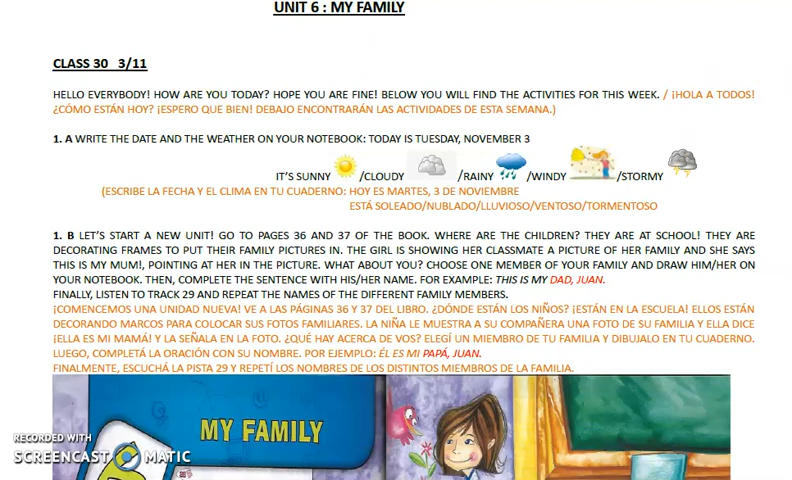 UNIT 6 : MY FAMILY
CLASS 30 3/11
HELLO EVERYBODY! HOW ARE YOU TODAY? HOPE YOU ARE FINE! BELOW YOU WILL FIND THE ACTIVITIES FOR THIS WEEK. / ¡HOLA A TODOS!
¿CÓMO ESTÁN HOY? ¡ESPERO QUE BIEN! DEBAJO ENCONTRARÁN LAS ACTIVIDADES DE ESTA SEMANA.)
1. A WRITE THE DATE AND THE WEATHER ON YOUR NOTEBOOK: TODAY IS TUESDAY, NOVEMBER 3
IT'S SUNNY /CLOUDY /RAINY /WINDY /STORMY
(ESCRIBE LA FECHA Y EL CLIMA EN TU CUADERNO: HOY ES MARTES, 3 DE NOVIEMBRE
ESTÁ SOLEADO/NUBLADO/LLUVIOSO/VENTOSO/TORMENTOSO
1. B LET'S START A NEW UNIT! GO TO PAGES 36 AND 37 OF THE BOOK. WHERE ARE THE CHILDREN? THEY ARE AT SCHOOL! THEY ARE
DECORATING FRAMES TO PUT THEIR FAMILY PICTURES IN. THE GIRL IS SHOWING HER CLASSMATE A PICTURE OF HER FAMILY AND SHE SAYS
THIS IS MY MUM!, POINTING AT HER IN THE PICTURE. WHAT ABOUT YOU? CHOOSE ONE MEMBER OF YOUR FAMILY AND DRAW HIM/HER ON
YOUR NOTEBOOK. THEN, COMPLETE THE SENTENCE WITH HIS/HER NAME. FOR EXAMPLE: THIS IS MY DAD, JUAN.
FINALLY, LISTEN TO TRACK 29 AND REPEAT THE NAMES OF THE DIFFERENT FAMILY MEMBERS.
¡COMENCEMOS UNA UNIDAD NUEVA! VE A LAS PÁGINAS 36 Y 37 DEL LIBRO. ¿DÓNDE ESTÁN LOS NIÑOS? ¡ESTÁN EN LA ESCUELA! ELLOS ESTÁN
DECORANDO MARCOS PARA COLOCAR SUS FOTOS FAMILIARES. LA NIÑA LE MUESTRA A SU COMPAÑERA UNA FOTO DE SU FAMILIA Y ELLA DICE
¡ELLA ES MI MAMÁ! Y LA SEÑALA EN LA FOTO. ¿QUÉ HAY ACERCA DE VOS? ELEGÍ UN MIEMBRO DE TU FAMILIA Y DIBUJALO EN TU CUADERNO.
LUEGO, COMPLETÁ LA ORACIÓN CON SU NOMBRE. POR EJEMPLO: ÉL ES MI PAPÁ, JUAN.
FINALMENTE, ESCUCHÁ LA PISTA 29 Y REPETÍ LOS NOMBRES DE LOS DISTINTOS MIEMBROS DE LA FAMILIA.
MY FAMILY
RECORDED WITH
SCREENCAST MATIC